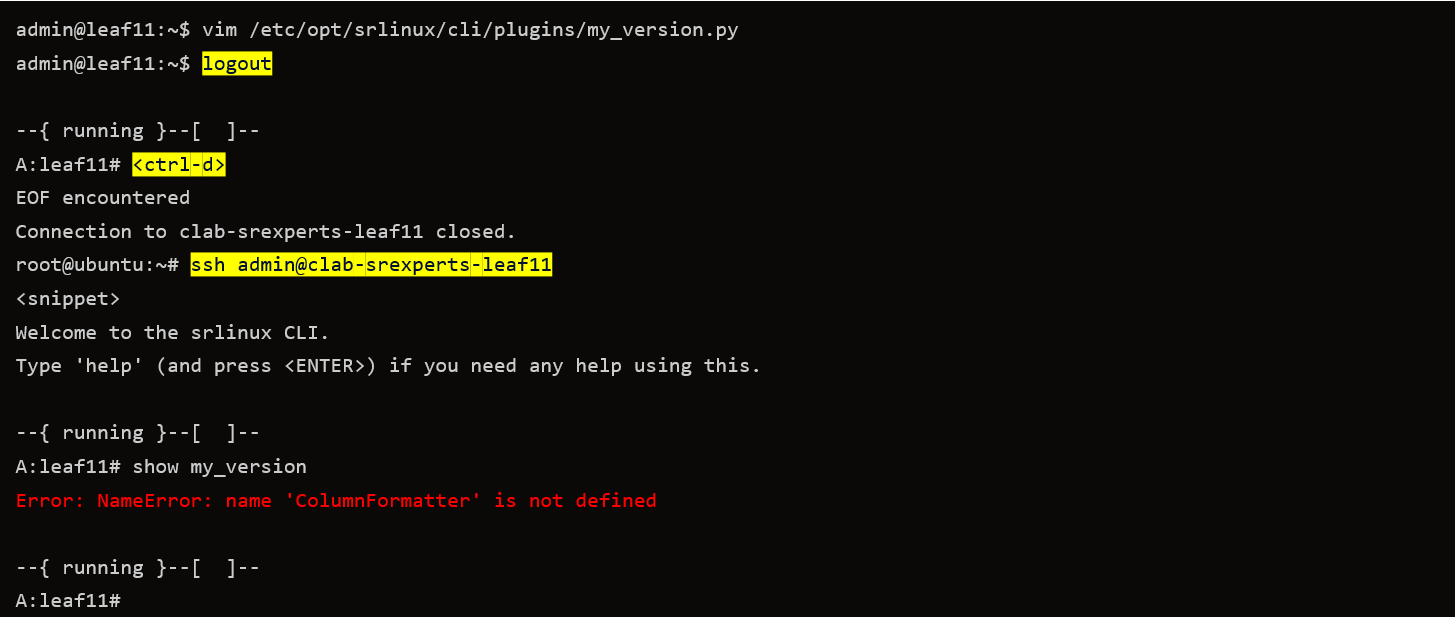 admin@leaf11:~$ vim /etc/opt/srlinux/cli/plugins/my_version.py
admin@leaf11:~$ logout
--{ running }--[  ]--
A:leaf11# <ctrl-d>
EOF encountered
Connection to clab-srexperts-leaf11 closed.
root@ubuntu:~# ssh admin@clab-srexperts-leaf11
<snippet>
Welcome to the srlinux CLI.
Type 'help' (and press <ENTER>) if you need any help using this.
--{ running }--[  ]--
A:leaf11# show my_version
Error: NameError: name 'ColumnFormatter' is not defined
--{ running }--[  ]--
A:leaf11#